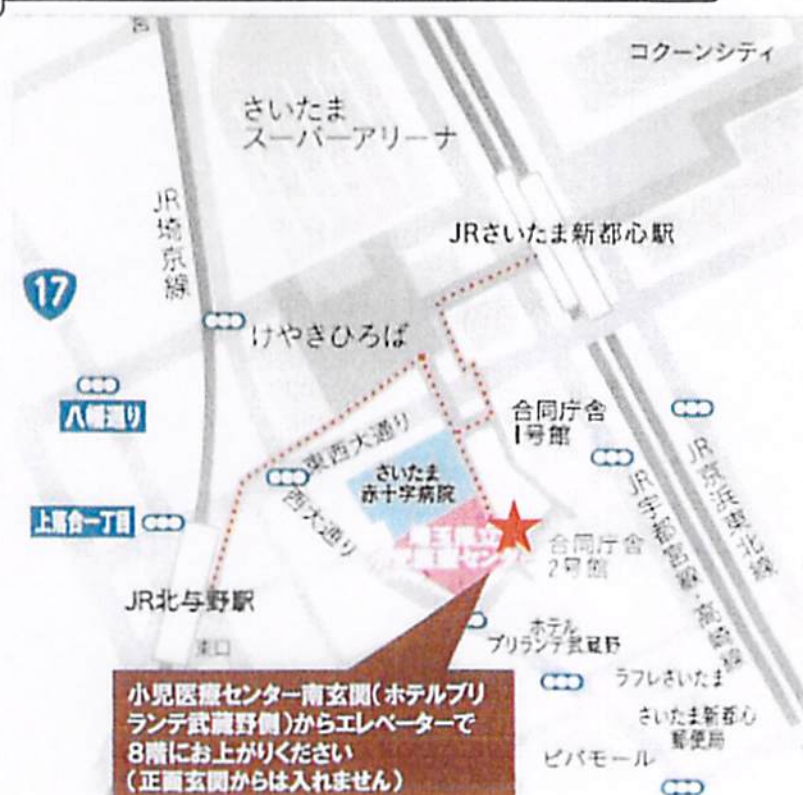 コクーンシティ
さいたま
スーパーアリーナ
JR埼京線
JRさいたま新都心駅
17
けやきひろば
八幡通り
合同庁舎
1号館
東西大通り
さいたま
赤十字病院
西大通り
上落合一丁目
JR京浜東北線
JR宇都宮線・高崎線
埼玉県立
合同庁舎
2号館
JR北与野駅
東口
ホテル
ブリランテ武蔵野
ラフレさいたま
さいたま新都心
郵便局
ビバモール
小児医療センター南玄関(ホテルブリ
ランテ武蔵野側)からエレベーターで
8階にお上がりください
(正面玄関からは入れません)